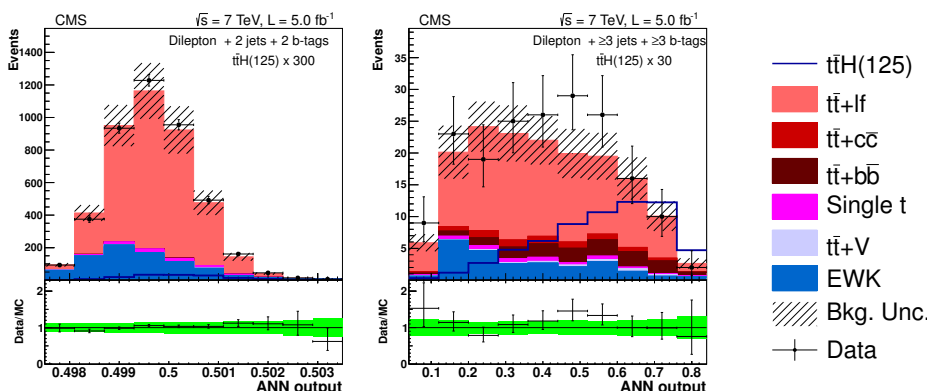 CMS √s = 7 TeV, L = 5.0 fb⁻¹
Dilepton + 2 jets + 2 b-tags
tt̄H(125) x 300
Events
1400
1200
1000
800
600
400
200
Data/MC
2
1
0
0.498 0.499 0.5 0.501 0.502 0.503
ANN output
CMS √s = 7 TeV, L = 5.0 fb⁻¹
Dilepton + ≥3 jets + ≥3 b-tags
tt̄H(125) x 30
Events
35
30
25
20
15
10
5
Data/MC
2
1
0
0.1 0.2 0.3 0.4 0.5 0.6 0.7 0.8
ANN output
tt̄H(125)
tt̄+lf
tt̄+cc̄
tt̄+bb̄
Single t
tt̄+V
EWK
Bkg. Unc.
Data